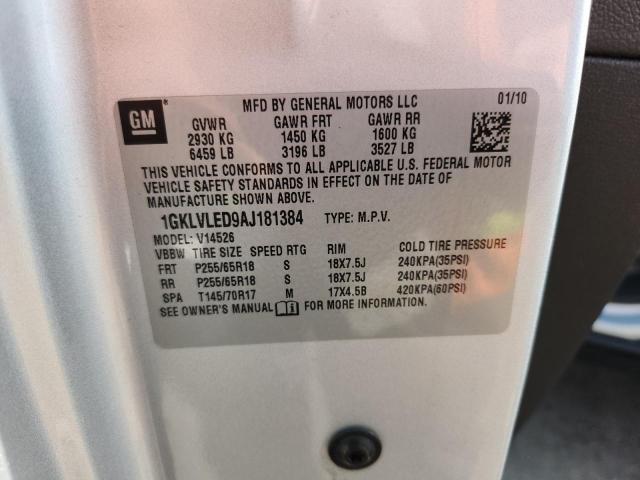 GM
MFD BY GENERAL MOTORS LLC 01/10
GVWR GAWR FRT GAWR RR
2930 KG 1450 KG 1600 KG
6459 LB 3196 LB 3527 LB
THIS VEHICLE CONFORMS TO ALL APPLICABLE U.S. FEDERAL MOTOR
VEHICLE SAFETY STANDARDS IN EFFECT ON THE DATE OF
MANUFACTURE SHOWN ABOVE.
1GKLVLED9AJ181384 TYPE: M.P.V.
MODEL: V14526
VBBW TIRE SIZE SPEED RTG RIM COLD TIRE PRESSURE
FRT P255/65R18 S 18X7.5J 240KPA(35PSI)
RR P255/65R18 S 18X7.5J 240KPA(35PSI)
SPA T145/70R17 M 17X4.5B 420KPA(60PSI)
SEE OWNER'S MANUAL FOR MORE INFORMATION.